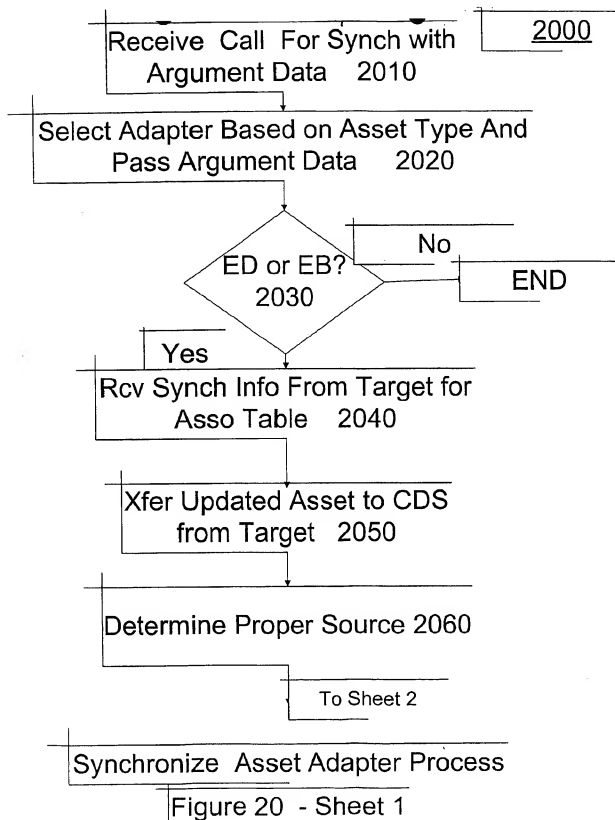 2000
Receive Call For Synch with
Argument Data 2010
Select Adapter Based on Asset Type And
Pass Argument Data 2020
ED or EB?
2030
No
END
Yes
Rcv Synch Info From Target for
Asso Table 2040
Xfer Updated Asset to CDS
from Target 2050
Determine Proper Source 2060
To Sheet 2
Synchronize Asset Adapter Process
Figure 20 - Sheet 1